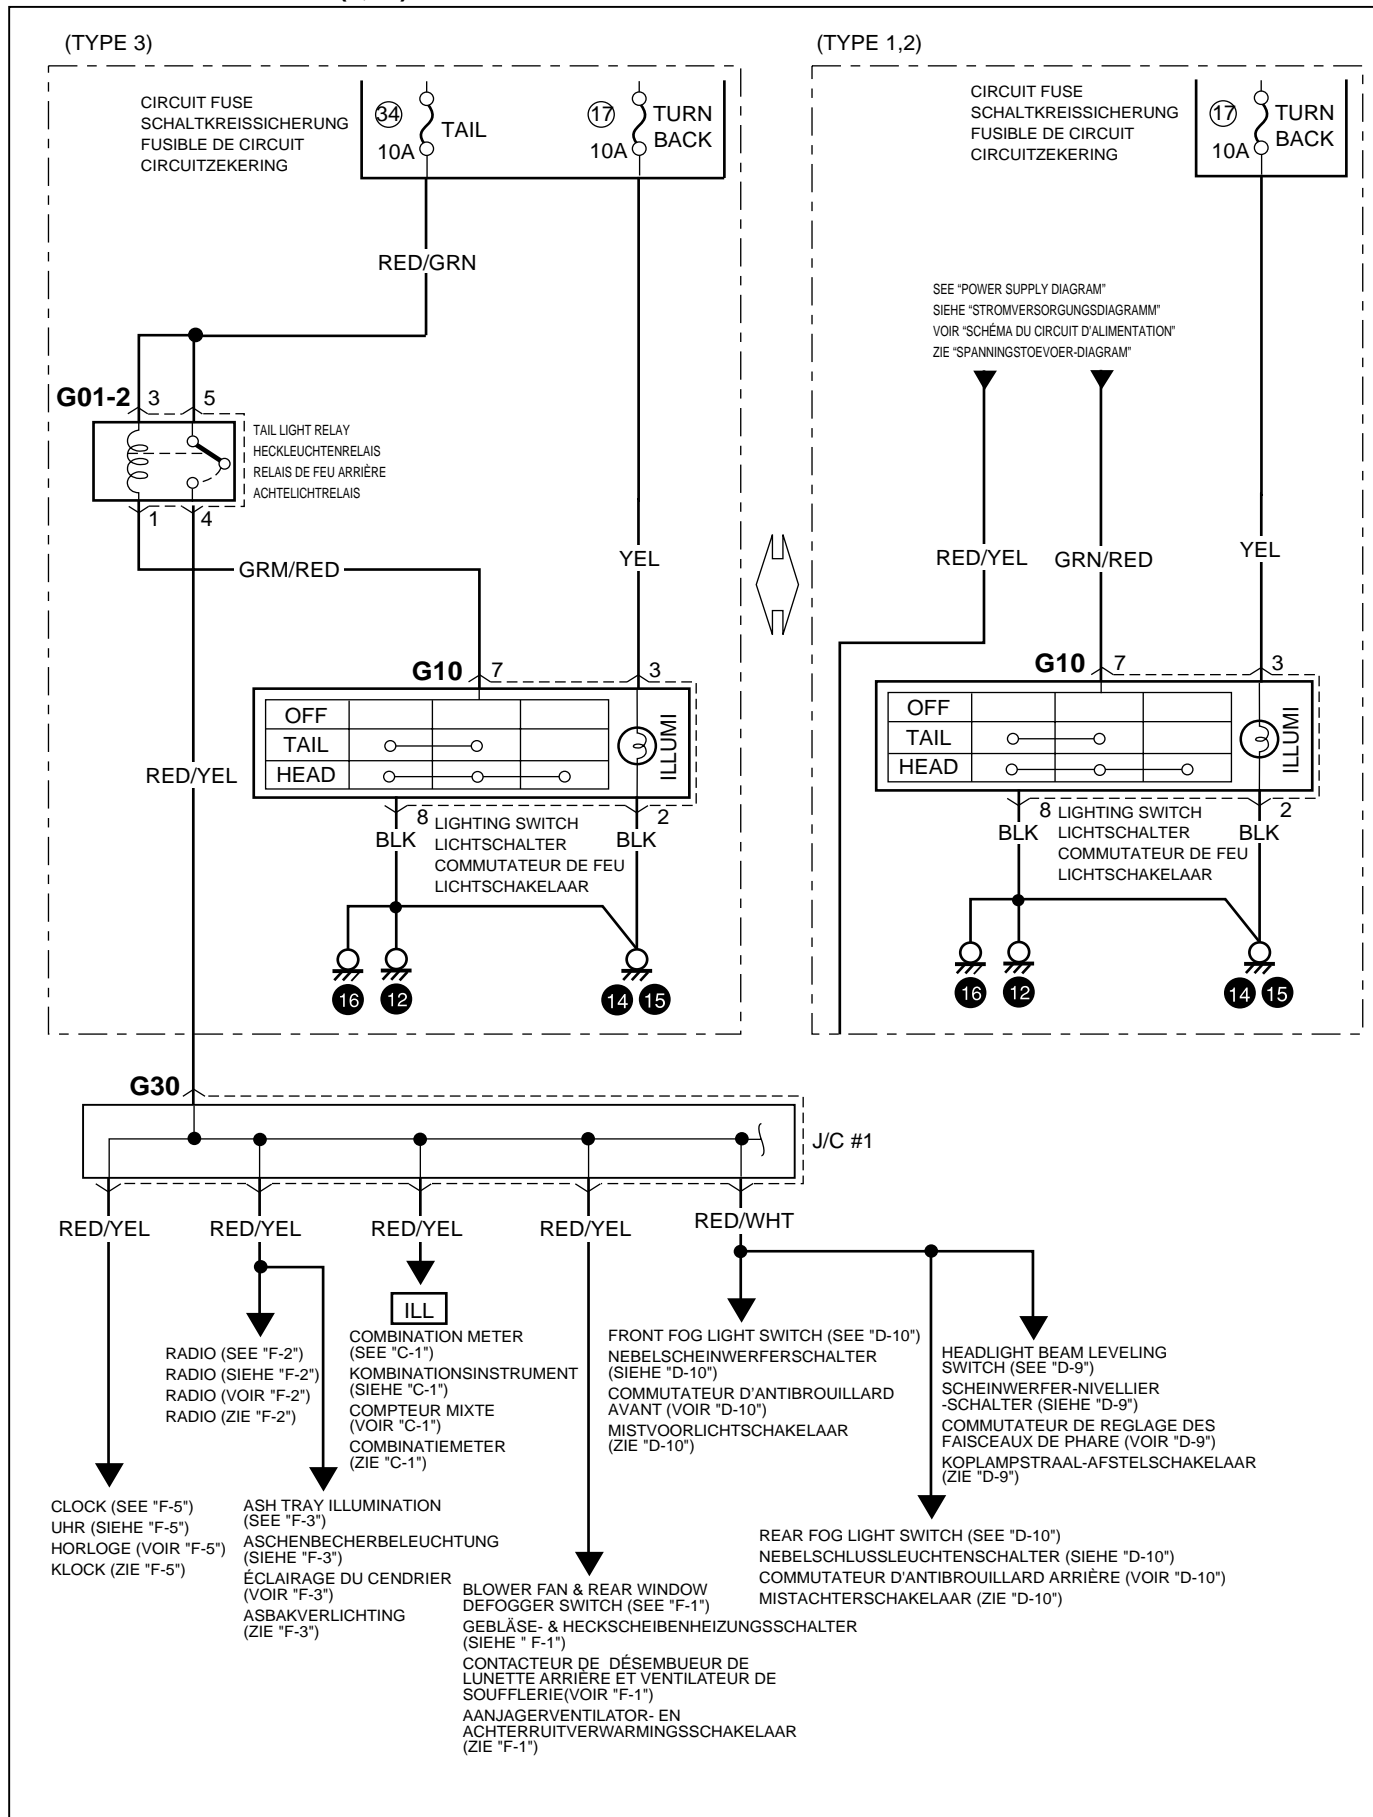 (TYPE 3)
CIRCUIT FUSE
SCHALTKREISSICHERUNG
FUSIBLE DE CIRCUIT
CIRCUITZEKERING
34
TAIL
10A
17
TURN
BACK
10A
RED/GRN
G01-2
3
5
TAIL LIGHT RELAY
HECKLEUCHTENRELAIS
RELAIS DE FEU ARRIÈRE
ACHTELICHTRELAIS
1
4
GRM/RED
YEL
RED/YEL
G10
7
3
OFF
TAIL
HEAD
ILLUMI
8
2
BLK
BLK
LIGHTING SWITCH
LICHTSCHALTER
COMMUTATEUR DE FEU
LICHTSCHAKELAAR
16
12
14
15
(TYPE 1,2)
CIRCUIT FUSE
SCHALTKREISSICHERUNG
FUSIBLE DE CIRCUIT
CIRCUITZEKERING
17
TURN
BACK
10A
SEE “POWER SUPPLY DIAGRAM”
SIEHE “STROMVERSORGUNGSDIAGRAMM”
VOIR “SCHÉMA DU CIRCUIT D’ALIMENTATION”
ZIE “SPANNINGSTOEVOER-DIAGRAM”
RED/YEL
GRN/RED
YEL
G10
7
3
OFF
TAIL
HEAD
ILLUMI
8
2
BLK
BLK
LIGHTING SWITCH
LICHTSCHALTER
COMMUTATEUR DE FEU
LICHTSCHAKELAAR
16
12
14
15
G30
J/C #1
RED/YEL
RED/YEL
RED/YEL
RED/YEL
RED/WHT
CLOCK (SEE "F-5")
UHR (SIEHE "F-5")
HORLOGE (VOIR "F-5")
KLOCK (ZIE "F-5")
RADIO (SEE "F-2")
RADIO (SIEHE "F-2")
RADIO (VOIR "F-2")
RADIO (ZIE "F-2")
ASH TRAY ILLUMINATION
(SEE "F-3")
ASCHENBECHERBELEUCHTUNG
(SIEHE "F-3")
ÉCLAIRAGE DU CENDRIER
(VOIR "F-3")
ASBAKVERLICHTING
(ZIE "F-3")
ILL
COMBINATION METER
(SEE "C-1")
KOMBINATIONSINSTRUMENT
(SIEHE "C-1")
COMPTEUR MIXTE
(VOIR "C-1")
COMBINATIEMETER
(ZIE "C-1")
BLOWER FAN & REAR WINDOW
DEFOGGER SWITCH (SEE "F-1")
GEBLÄSE- & HECKSCHEIBENHEIZUNGSSCHALTER
(SIEHE " F-1")
CONTACTEUR DE DÉSEMBUEUR DE
LUNETTE ARRIÈRE ET VENTILATEUR DE
SOUFFLERIE(VOIR "F-1")
AANJAGERVENTILATOR- EN
ACHTERRUITVERWARMINGSSCHAKELAAR
(ZIE "F-1")
FRONT FOG LIGHT SWITCH (SEE "D-10")
NEBELSCHEINWERFERSCHALTER
(SIEHE "D-10")
COMMUTATEUR D’ANTIBROUILLARD
AVANT (VOIR "D-10")
MISTVOORLICHTSCHAKELAAR
(ZIE "D-10")
REAR FOG LIGHT SWITCH (SEE "D-10")
NEBELSCHLUSSLEUCHTENSCHALTER (SIEHE "D-10")
COMMUTATEUR D’ANTIBROUILLARD ARRIÈRE (VOIR "D-10")
MISTACHTERSCHAKELAAR (ZIE "D-10")
HEADLIGHT BEAM LEVELING
SWITCH (SEE "D-9")
SCHEINWERFER-NIVELLIER
-SCHALTER (SIEHE "D-9")
COMMUTATEUR DE REGLAGE DES
FAISCEAUX DE PHARE (VOIR "D-9")
KOPLAMPSTRAAL-AFSTELSCHAKELAAR
(ZIE "D-9")